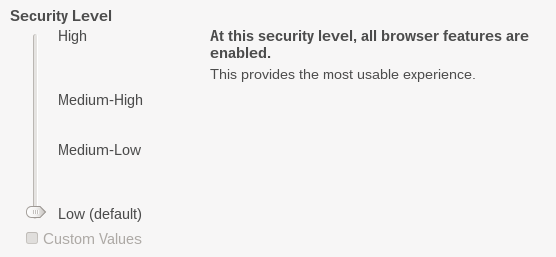 Security Level
High
At this security level, all browser features are
enabled.
This provides the most usable experience.
Medium-High
Medium-Low
Low (default)
Custom Values